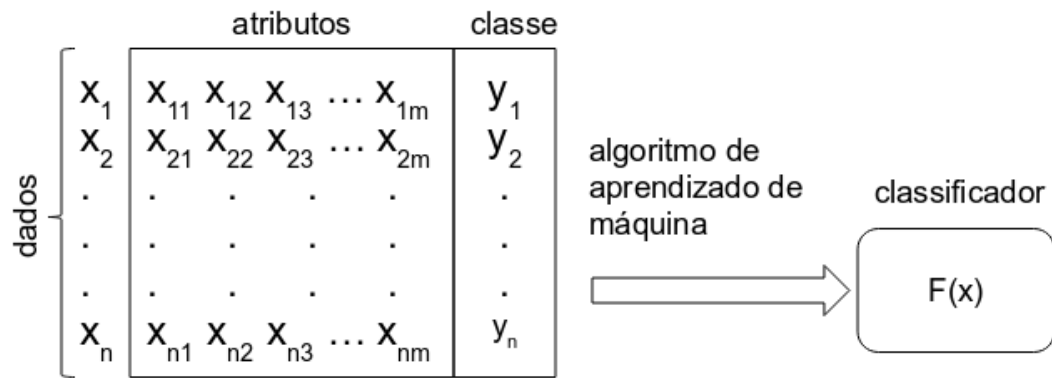 atributos classe
dados
x₁ x₁₁ x₁₂ x₁₃ ... x₁ₘ y₁
x₂ x₂₁ x₂₂ x₂₃ ... x₂ₘ y₂
. . . . . .
. . . . . .
. . . . . .
xₙ xₙ₁ xₙ₂ xₙ₃ ... xₙₘ yₙ
algoritmo de
aprendizado de
máquina
classificador
F(x)